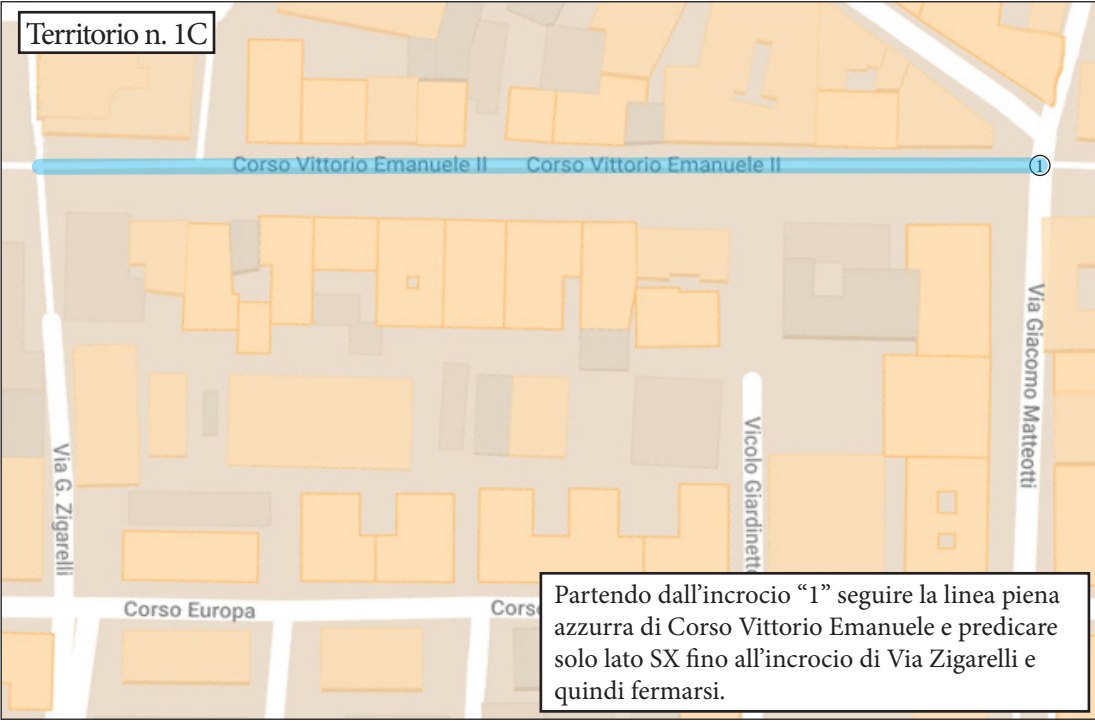 Territorio n. 1C
Corso Vittorio Emanuele II
Corso Vittorio Emanuele II
1
Via Giacomo Matteotti
Vicolo Giardinetto
Via G. Zigarelli
Corso Europa
Corso
Partendo dall'incrocio “1” seguire la linea piena
azzurra di Corso Vittorio Emanuele e predicare
solo lato SX fino all'incrocio di Via Zigarelli e
quindi fermarsi.